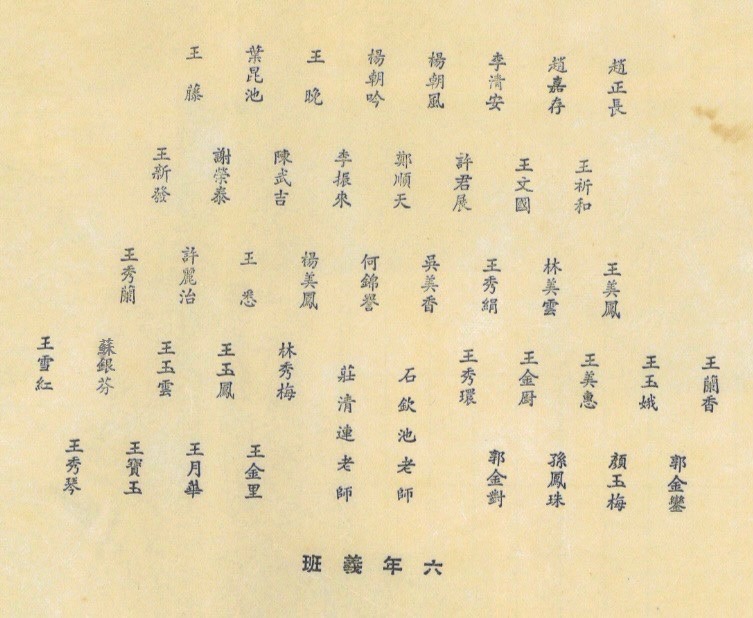 趙正長
趙嘉存
李清安
楊朝風
楊朝吟
王晚
葉昆池
王藤
王祈和
王文國
許君展
鄭順天
李振來
陳武吉
謝榮泰
王新發
王美鳳
林美雲
王秀絹
吳美香
何錦譽
楊美鳳
王悉
許麗治
王秀蘭
王蘭香
王玉娥
王美惠
王金厨
王秀環
石欽池老師
莊清連老師
林秀梅
王玉鳳
王玉雲
蘇銀芬
王雪紅
郭金鑾
顏玉梅
孫鳳珠
郭金對
王金里
王月華
王寶玉
王秀琴
六年義班